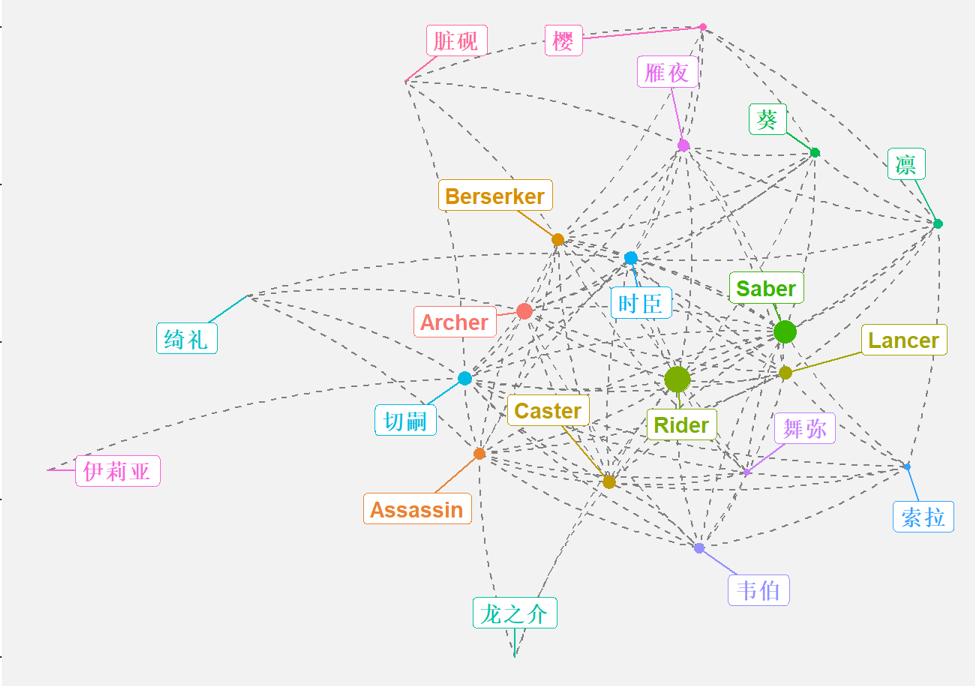 脏砚
樱
雁夜
葵
凛
Berserker
Saber
时臣
Archer
绮礼
Lancer
切嗣
Caster
Rider
舞弥
伊莉亚
Assassin
索拉
韦伯
龙之介